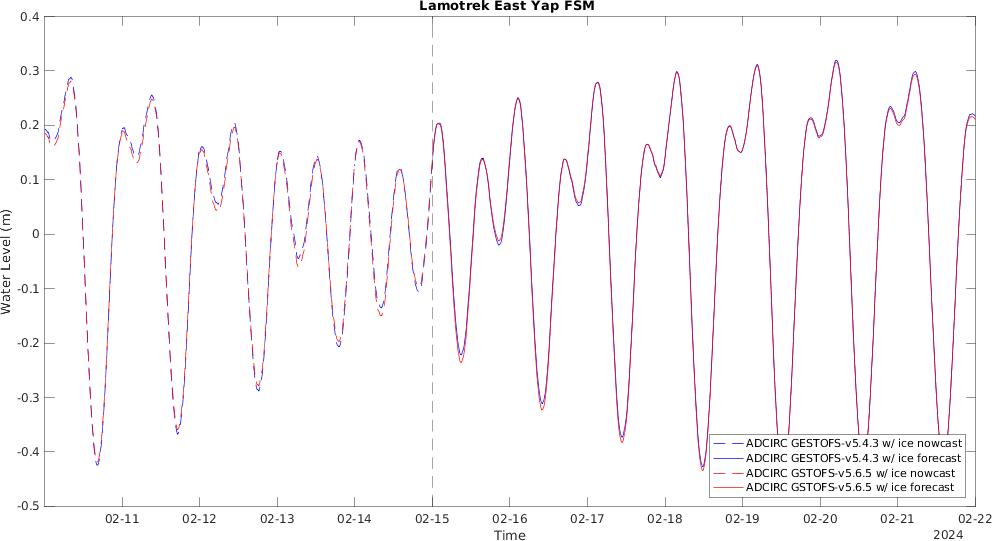 Lamotrek East Yap FSM
0.4
0.3
0.2
0.1
0
-0.1
-0.2
-0.3
-0.4
-0.5
Water Level (m)
ADCIRC GESTOFS-v5.4.3 w/ ice nowcast
ADCIRC GESTOFS-v5.4.3 w/ ice forecast
ADCIRC GSTOFS-v5.6.5 w/ ice nowcast
ADCIRC GSTOFS-v5.6.5 w/ ice forecast
02-11 02-12 02-13 02-14 02-15 02-16 02-17 02-18 02-19 02-20 02-21 02-22
Time
2024